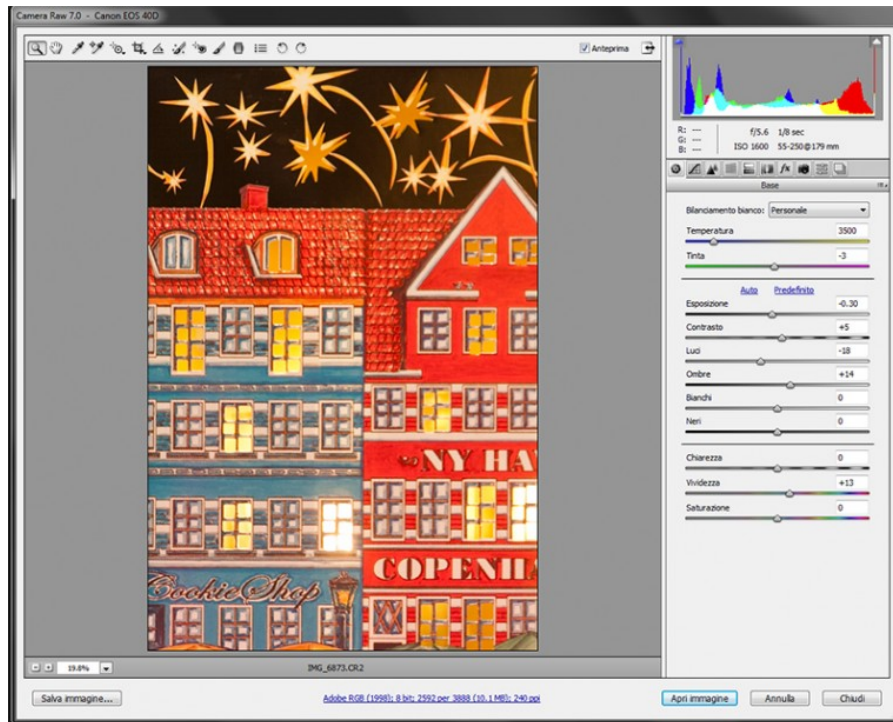 Camera Raw 7.0 - Canon EOS 40D
Anteprima
R: ---
G: ---
B: ---
f/5.6 1/8 sec
ISO 1600 55-250@179 mm
fx
Base
Bilanciamento bianco: Personale
Temperatura 3500
Tinta -3
Auto Predefinito
Esposizione -0.30
Contrasto +5
Luci -18
Ombre +14
Bianchi 0
Neri 0
Chiarezza 0
Vividezza +13
Saturazione 0
NY HA
COPENH
Cookie Shop
19.8% IMG_6873.CR2
Salva immagine... Adobe RGB (1998); 8 bit; 2592 per 3888 (10.1 MB); 240 ppi Apri immagine Annulla Chiudi